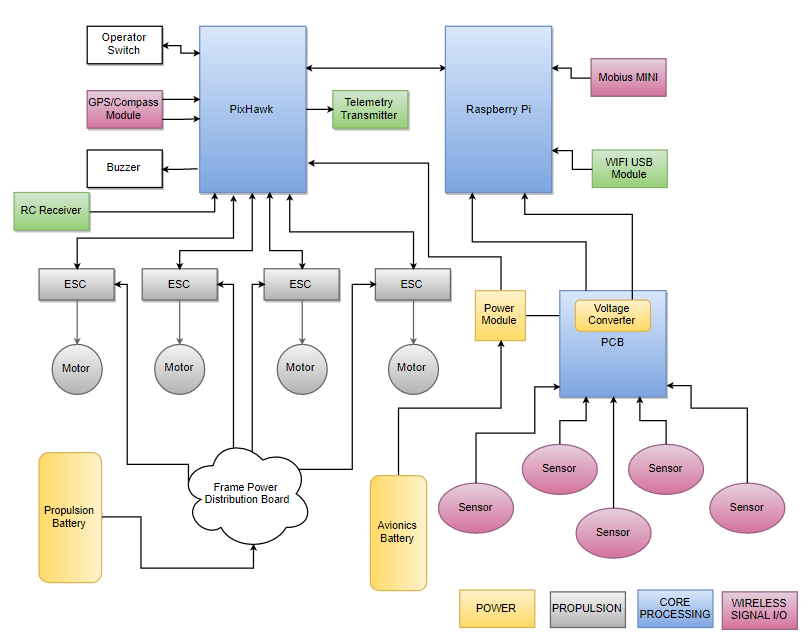 Operator
Switch
GPS/Compass
Module
Buzzer
RC Receiver
PixHawk
Telemetry
Transmitter
Raspberry Pi
Mobius MINI
WIFI USB
Module
ESC
ESC
ESC
ESC
Motor
Motor
Motor
Motor
Power
Module
Voltage
Converter
PCB
Propulsion
Battery
Frame Power
Distribution Board
Avionics
Battery
Sensor
Sensor
Sensor
Sensor
Sensor
POWER
PROPULSION
CORE
PROCESSING
WIRELESS
SIGNAL I/O